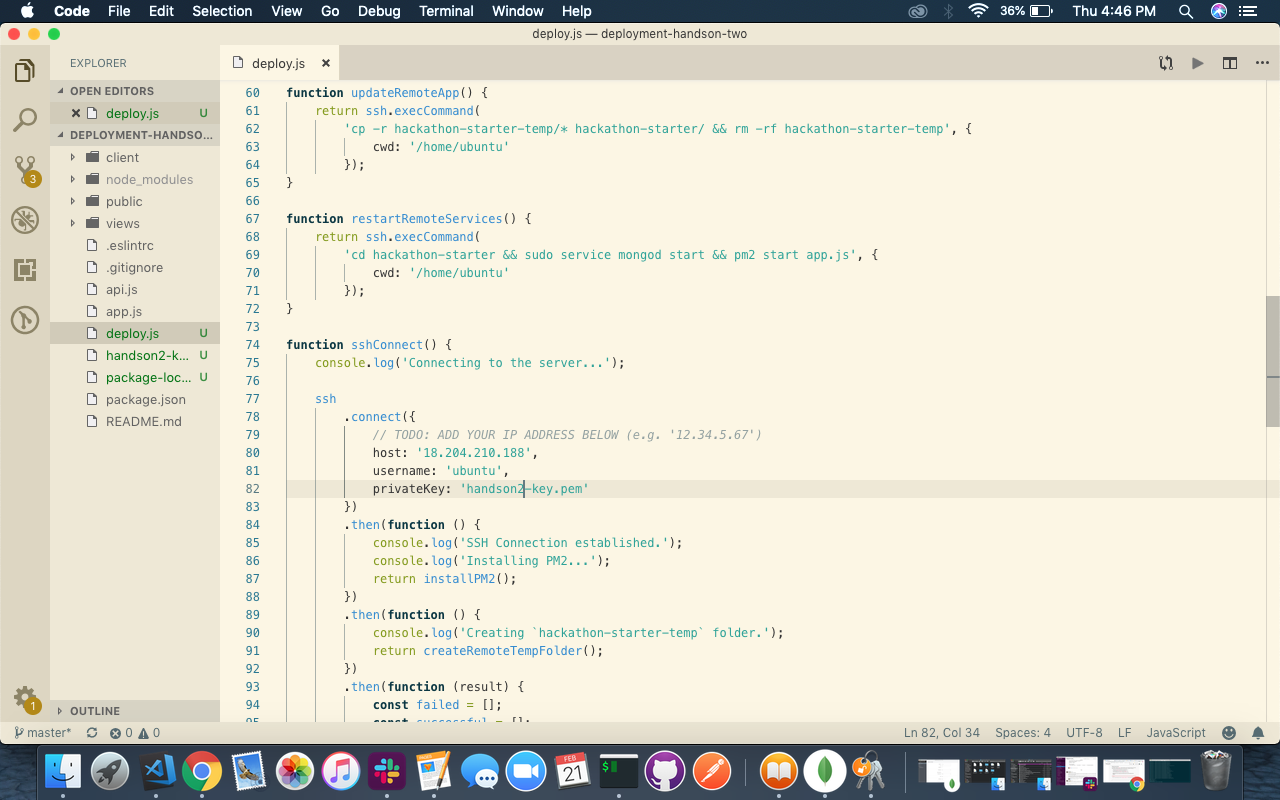 Code File Edit Selection View Go Debug Terminal Window Help 36% Thu 4:46 PM
deploy.js — deployment-handson-two
EXPLORER
OPEN EDITORS
deploy.js U
DEPLOYMENT-HANDSO...
client
node_modules
public
views
.eslintrc
.gitignore
api.js
app.js
deploy.js U
handson2-k... U
package-loc... U
package.json
README.md
OUTLINE
3
1
deploy.js
60 function updateRemoteApp() {
61 return ssh.execCommand(
62 'cp -r hackathon-starter-temp/* hackathon-starter/ && rm -rf hackathon-starter-temp', {
63 cwd: '/home/ubuntu'
64 });
65 }
66
67 function restartRemoteServices() {
68 return ssh.execCommand(
69 'cd hackathon-starter && sudo service mongod start && pm2 start app.js', {
70 cwd: '/home/ubuntu'
71 });
72 }
73
74 function sshConnect() {
75 console.log('Connecting to the server...');
76
77 ssh
78 .connect({
79 // TODO: ADD YOUR IP ADDRESS BELOW (e.g. '12.34.5.67')
80 host: '18.204.210.188',
81 username: 'ubuntu',
82 privateKey: 'handson2-key.pem'
83 })
84 .then(function () {
85 console.log('SSH Connection established.');
86 console.log('Installing PM2...');
87 return installPM2();
88 })
89 .then(function () {
90 console.log('Creating `hackathon-starter-temp` folder.');
91 return createRemoteTempFolder();
92 })
93 .then(function (result) {
94 const failed = [];
95 const successful = [];
master* 0 0 Ln 82, Col 34 Spaces: 4 UTF-8 LF JavaScript
FEB
21
$